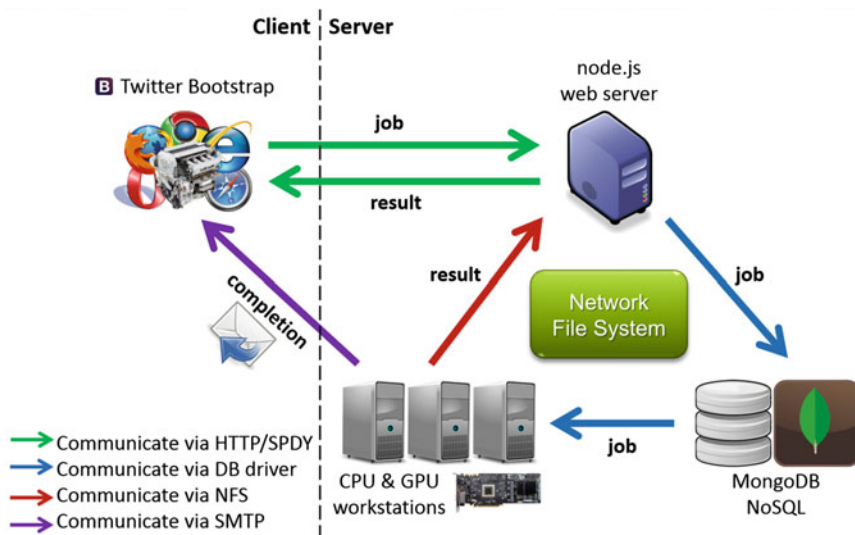 Client Server
B Twitter Bootstrap
node.js
web server
job
result
result
job
completion
Network
File System
job
CPU & GPU
workstations
MongoDB
NoSQL
Communicate via HTTP/SPDY
Communicate via DB driver
Communicate via NFS
Communicate via SMTP